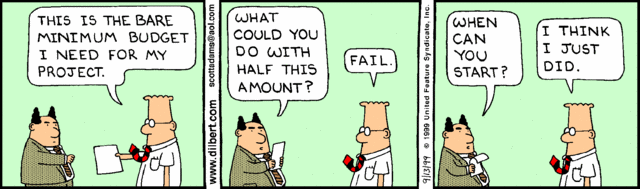 THIS IS THE BARE
MINIMUM BUDGET
I NEED FOR MY
PROJECT.
www.dilbert.com
scottadams@aol.com
WHAT
COULD YOU
DO WITH
HALF THIS
AMOUNT?
FAIL.
9/13/99 © 1999 United Feature Syndicate, Inc.
WHEN
CAN
YOU
START?
I THINK
I JUST
DID.